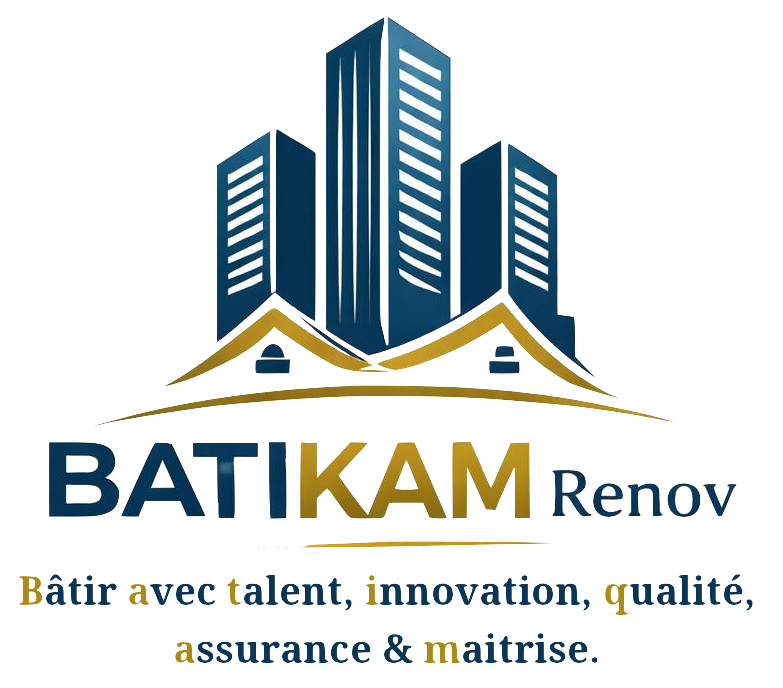 BATIKAM Renov
Bâtir avec talent, innovation, qualité,
assurance & maitrise.